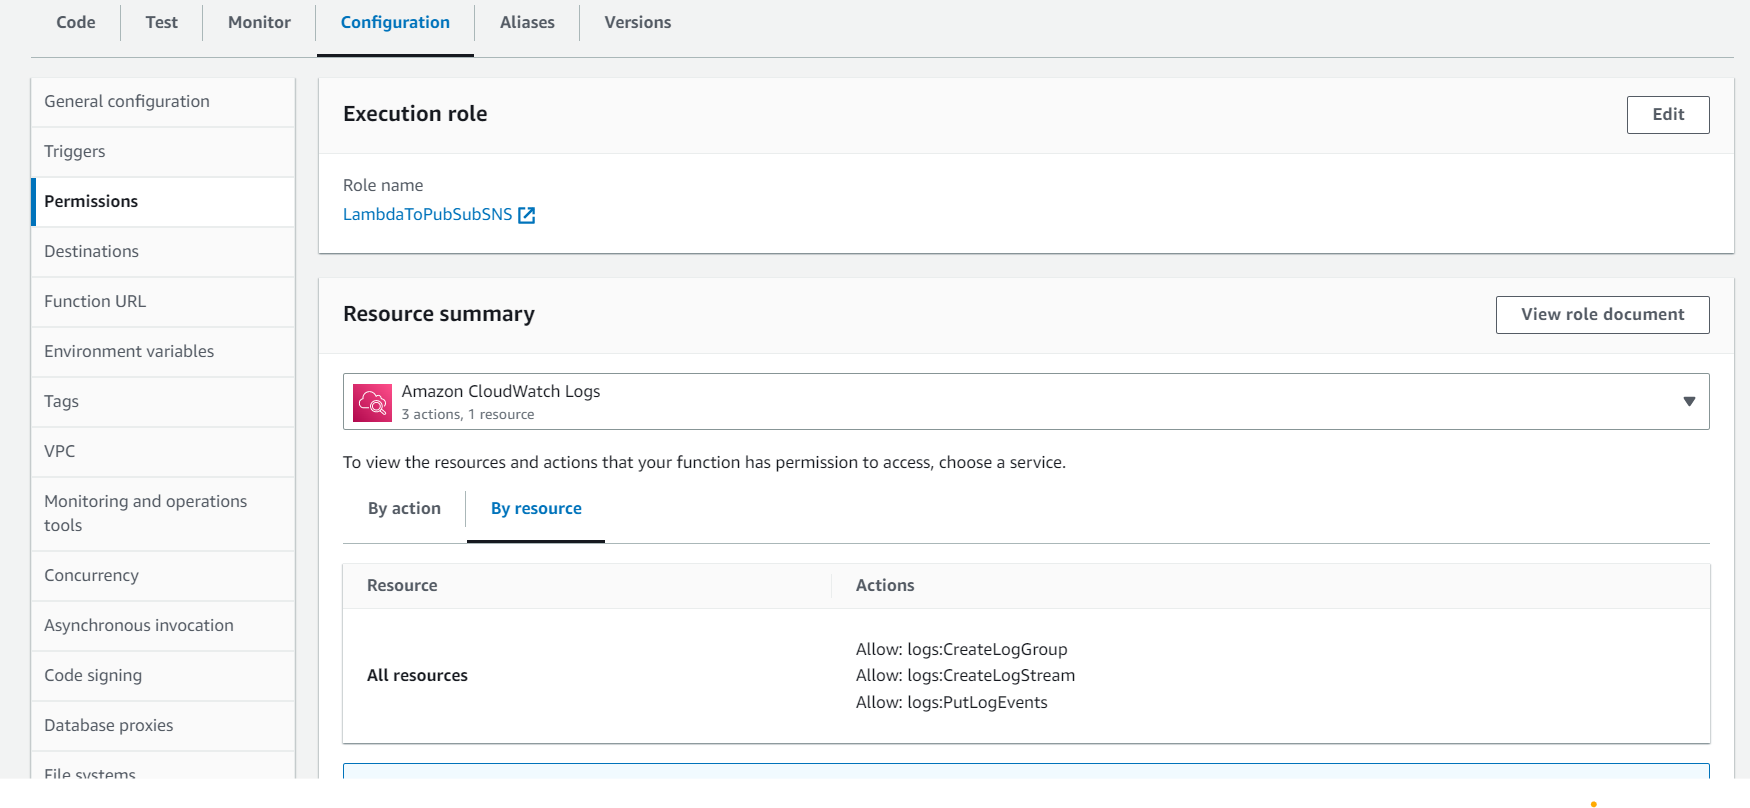 Code
Test
Monitor
Configuration
Aliases
Versions
General configuration
Triggers
Permissions
Destinations
Function URL
Environment variables
Tags
VPC
Monitoring and operations
tools
Concurrency
Asynchronous invocation
Code signing
Database proxies
File systems
Execution role
Edit
Role name
LambdaToPubSubSNS
Resource summary
View role document
Amazon CloudWatch Logs
3 actions, 1 resource
To view the resources and actions that your function has permission to access, choose a service.
By action
By resource
Resource
Actions
All resources
Allow: logs:CreateLogGroup
Allow: logs:CreateLogStream
Allow: logs:PutLogEvents